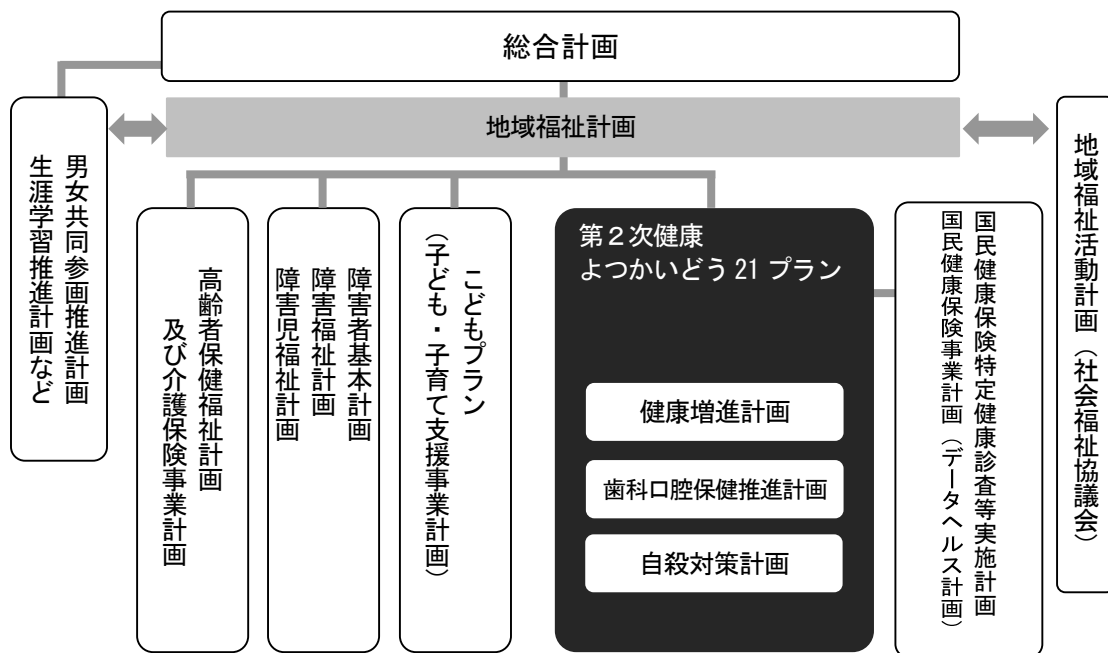 総合計画
地域福祉計画
男女共同参画推進計画
生涯学習推進計画など
高齢者保健福祉計画
及び介護保険事業計画
障害者基本計画
障害福祉計画
障害児福祉計画
こどもプラン
（子ども・子育て支援事業計画）
第２次健康
よつかいどう 21 プラン
健康増進計画
歯科口腔保健推進計画
自殺対策計画
国民健康保険特定健康診査等実施計画
国民健康保険事業計画（データヘルス計画）
地域福祉活動計画（社会福祉協議会）